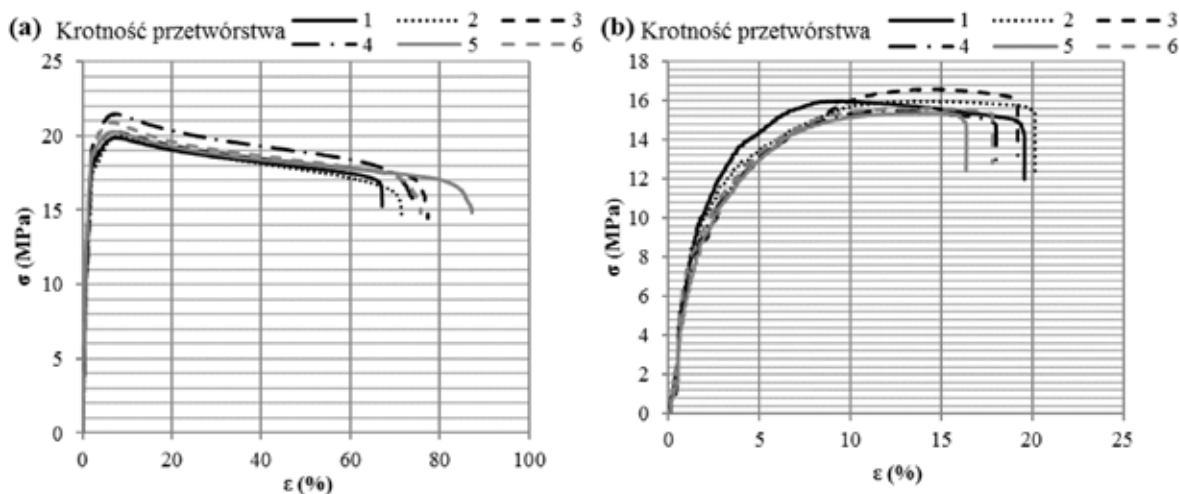 (a) Krotność przetwórstwa
1 2 3
4 5 6
25
20
15
10
5
0
σ (MPa)
0 20 40 60 80 100
ε (%)
(b) Krotność przetwórstwa
1 2 3
4 5 6
18
16
14
12
10
8
6
4
2
0
σ (MPa)
0 5 10 15 20 25
ε (%)